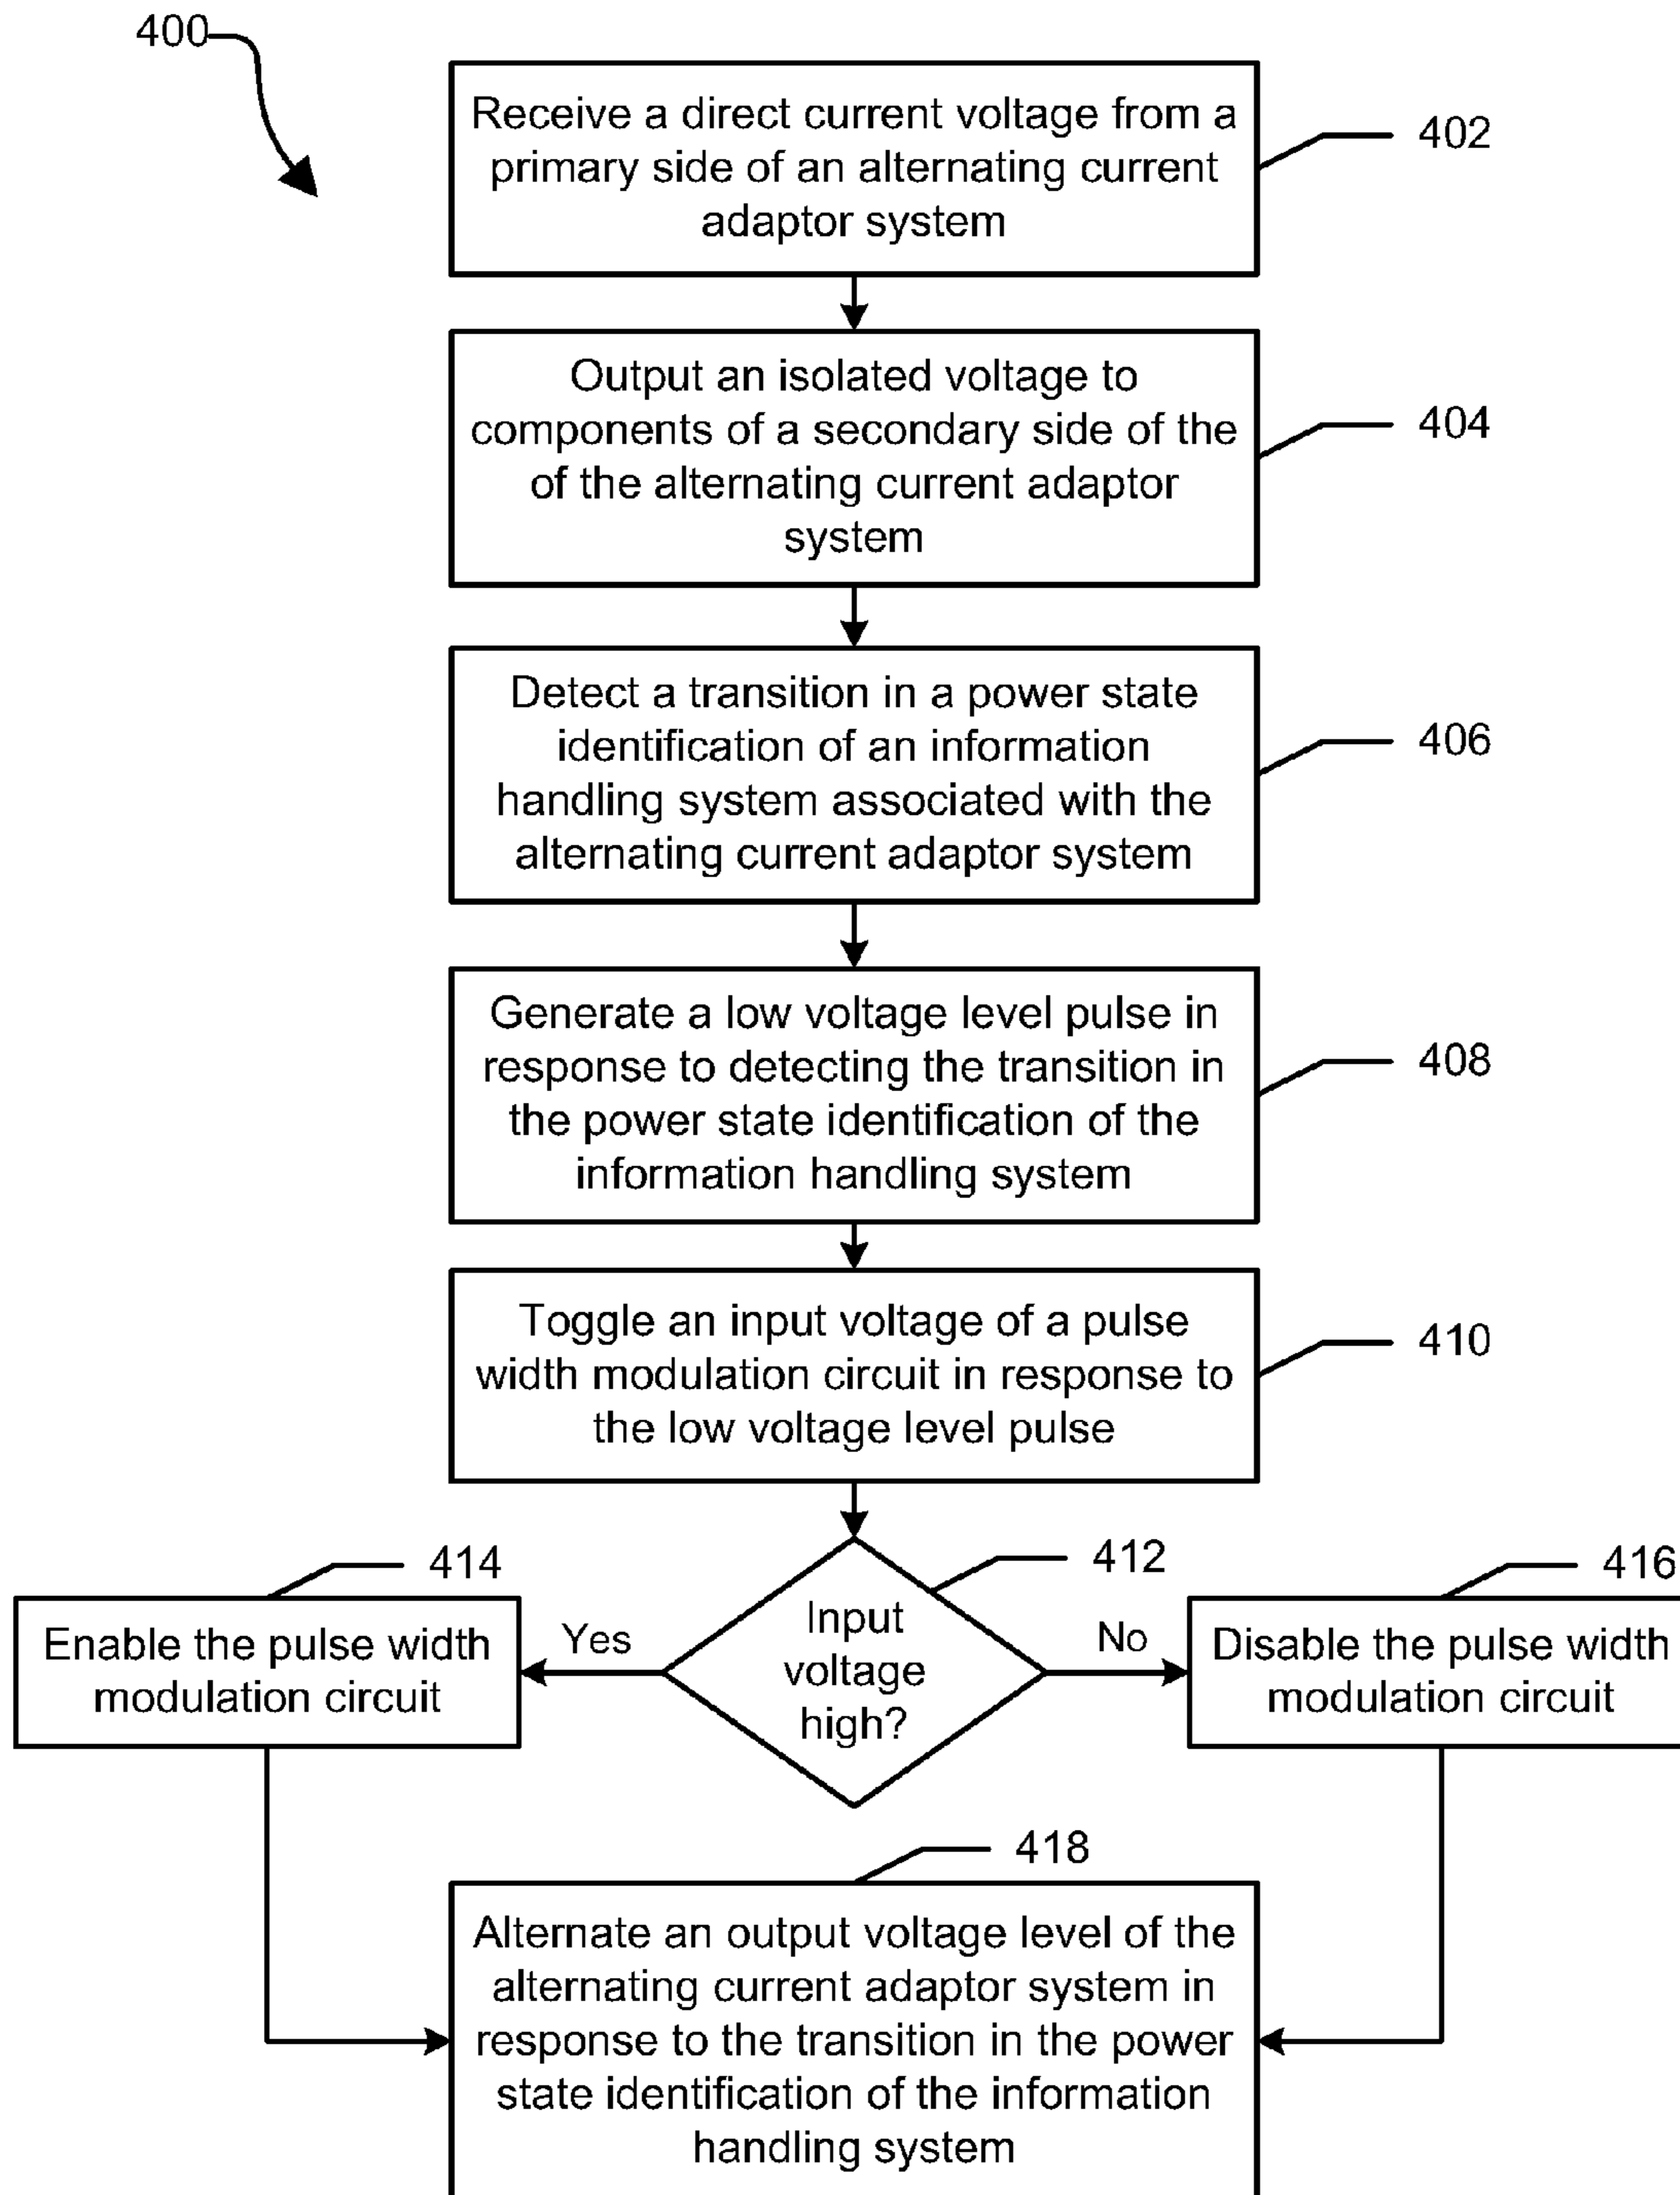 400
Receive a direct current voltage from a
primary side of an alternating current
adaptor system
402
Output an isolated voltage to
components of a secondary side of the
of the alternating current adaptor
system
404
Detect a transition in a power state
identification of an information
handling system associated with the
alternating current adaptor system
406
Generate a low voltage level pulse in
response to detecting the transition in
the power state identification of the
information handling system
408
Toggle an input voltage of a pulse
width modulation circuit in response to
the low voltage level pulse
410
412
Input
voltage
high?
Yes
No
414
Enable the pulse width
modulation circuit
416
Disable the pulse width
modulation circuit
418
Alternate an output voltage level of the
alternating current adaptor system in
response to the transition in the power
state identification of the information
handling system